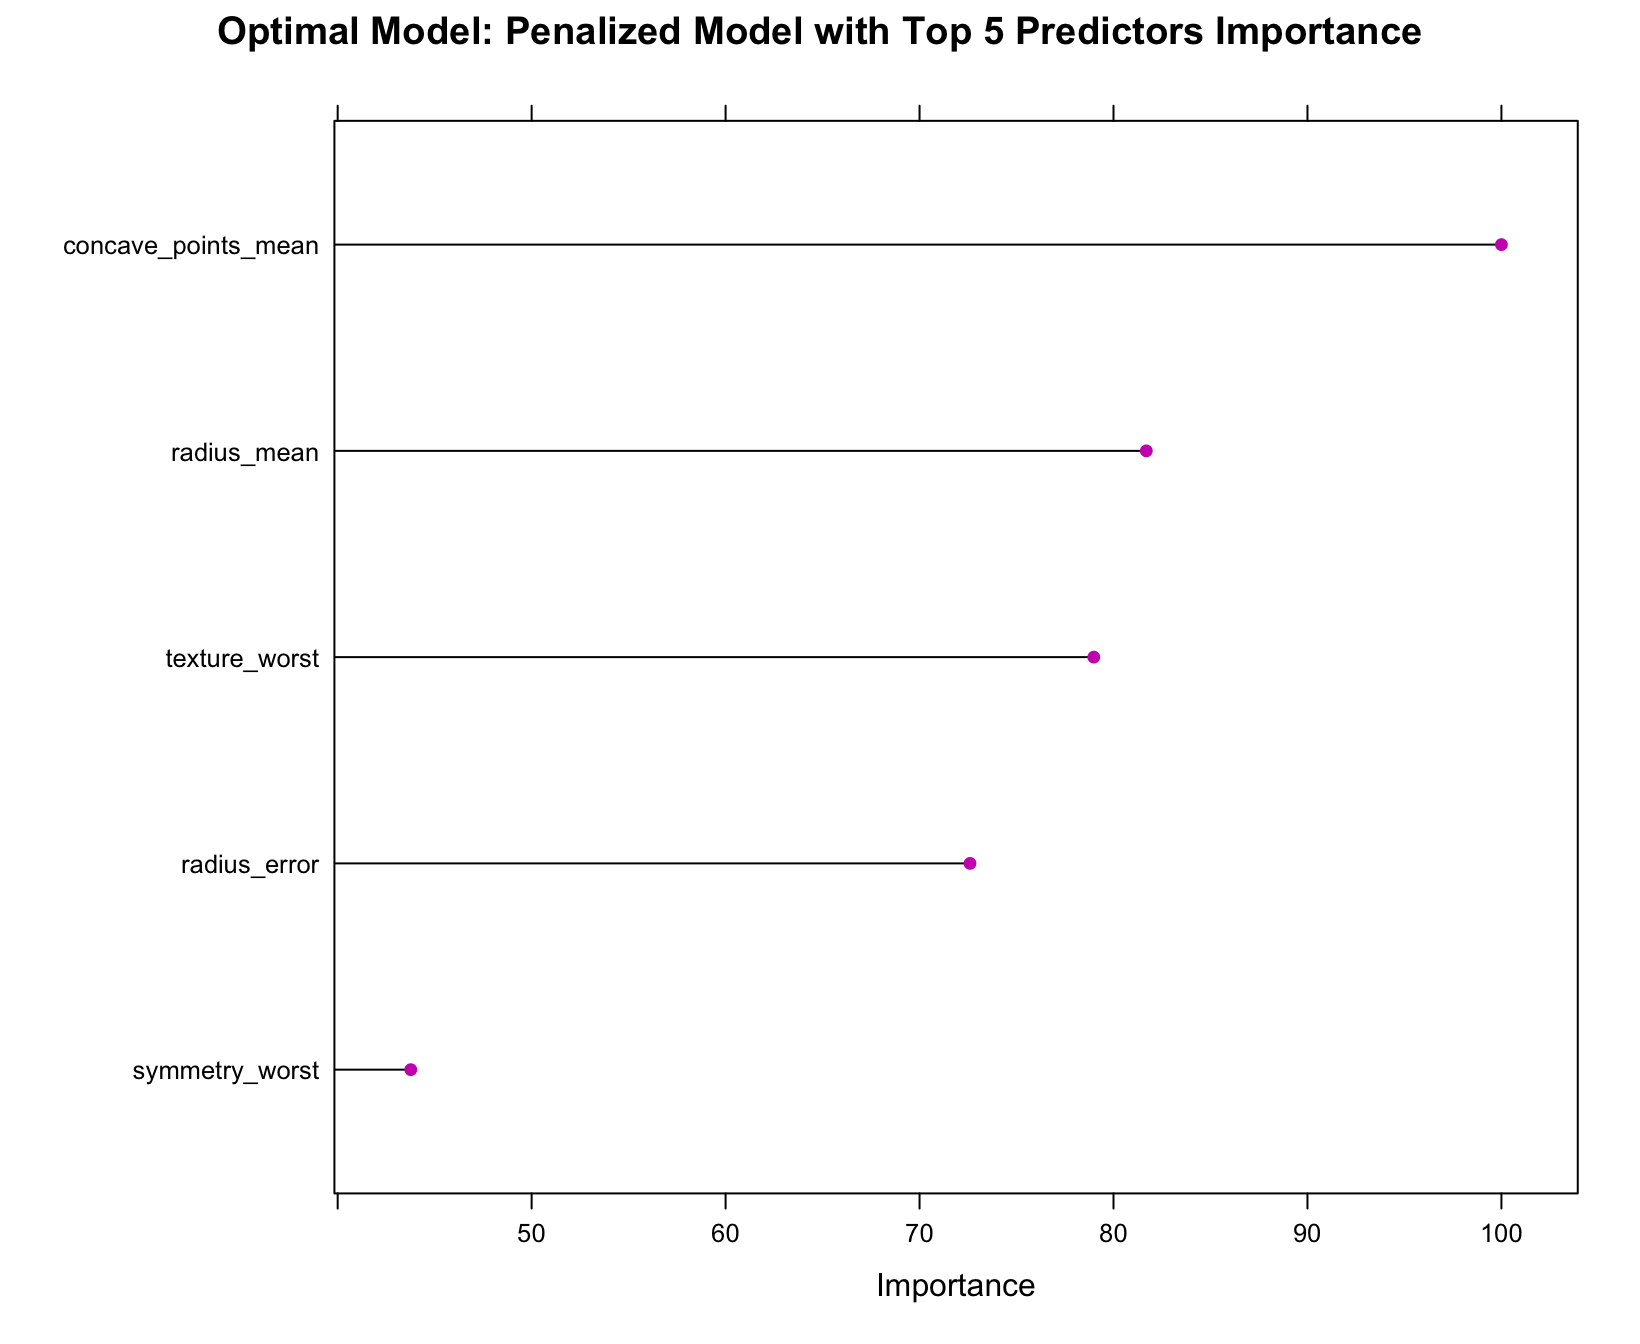 Optimal Model: Penalized Model with Top 5 Predictors Importance
concave_points_mean
radius_mean
texture_worst
radius_error
symmetry_worst
50 60 70 80 90 100
Importance